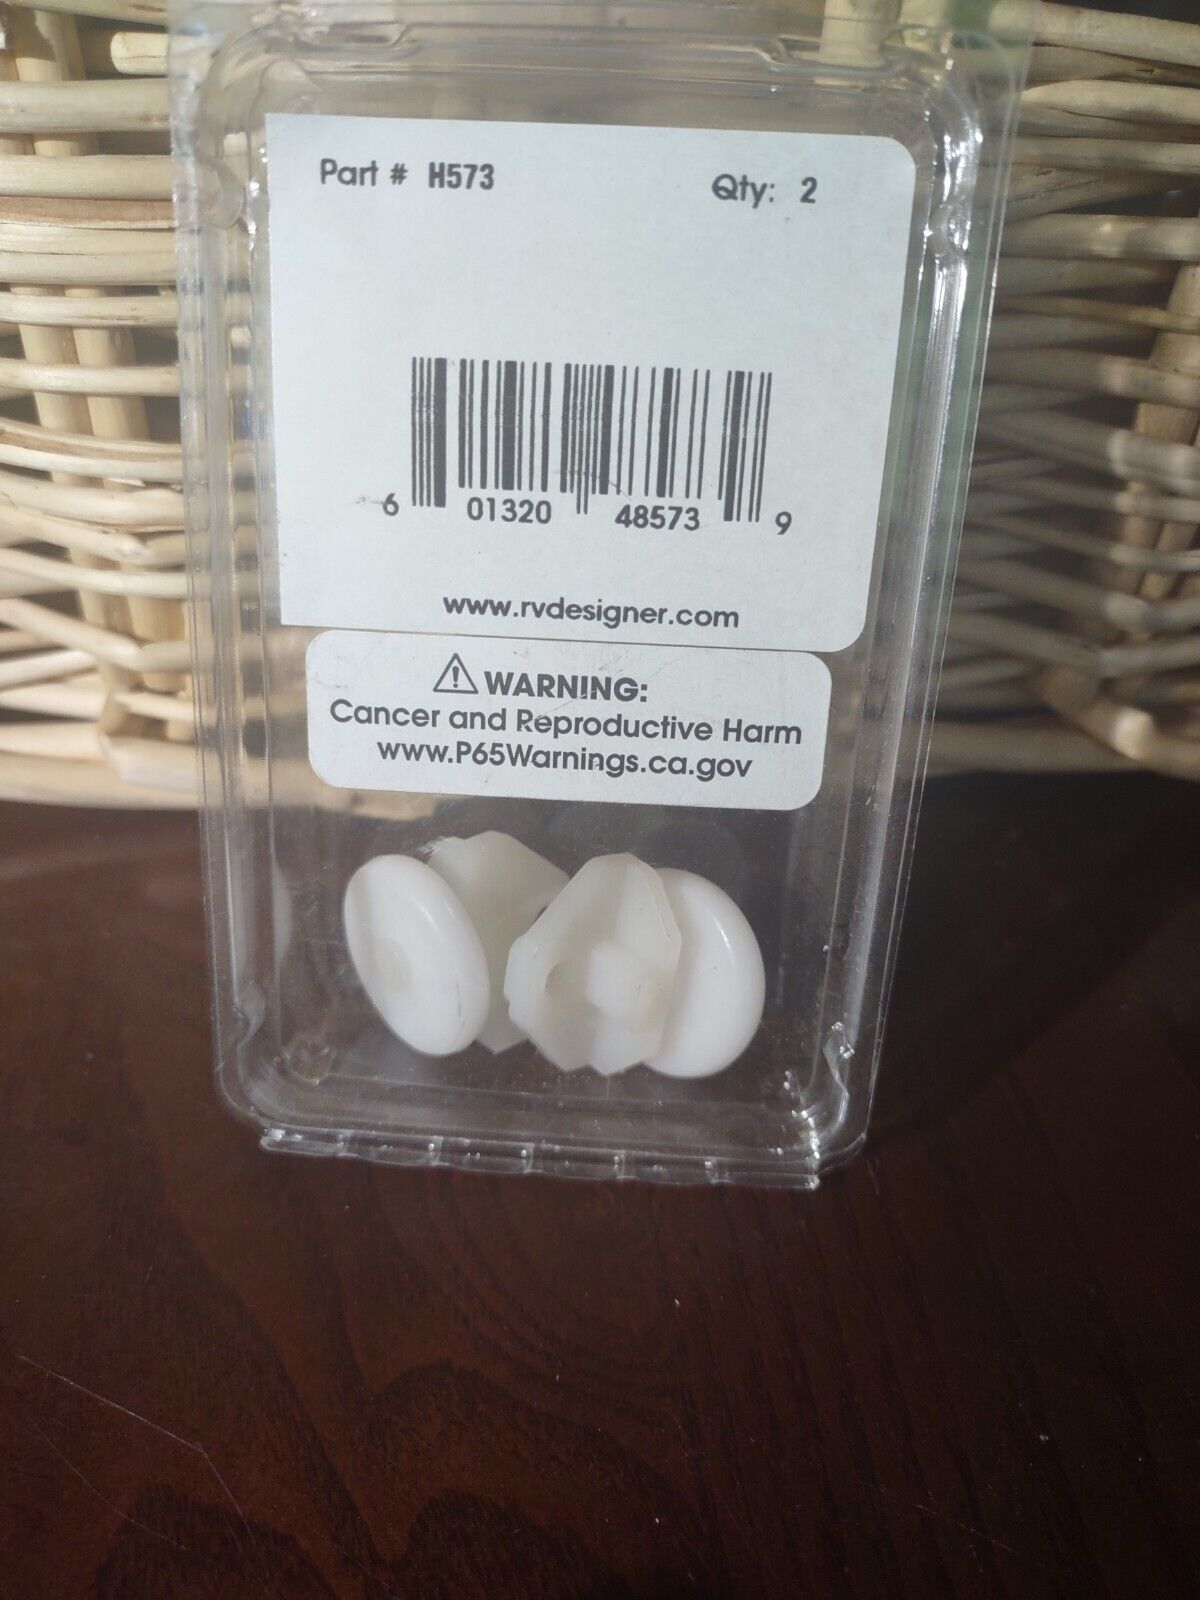 Part # H573 Qty: 2
6 01320 48573 9
www.rvdesigner.com
WARNING:
Cancer and Reproductive Harm
www.P65Warnings.ca.gov